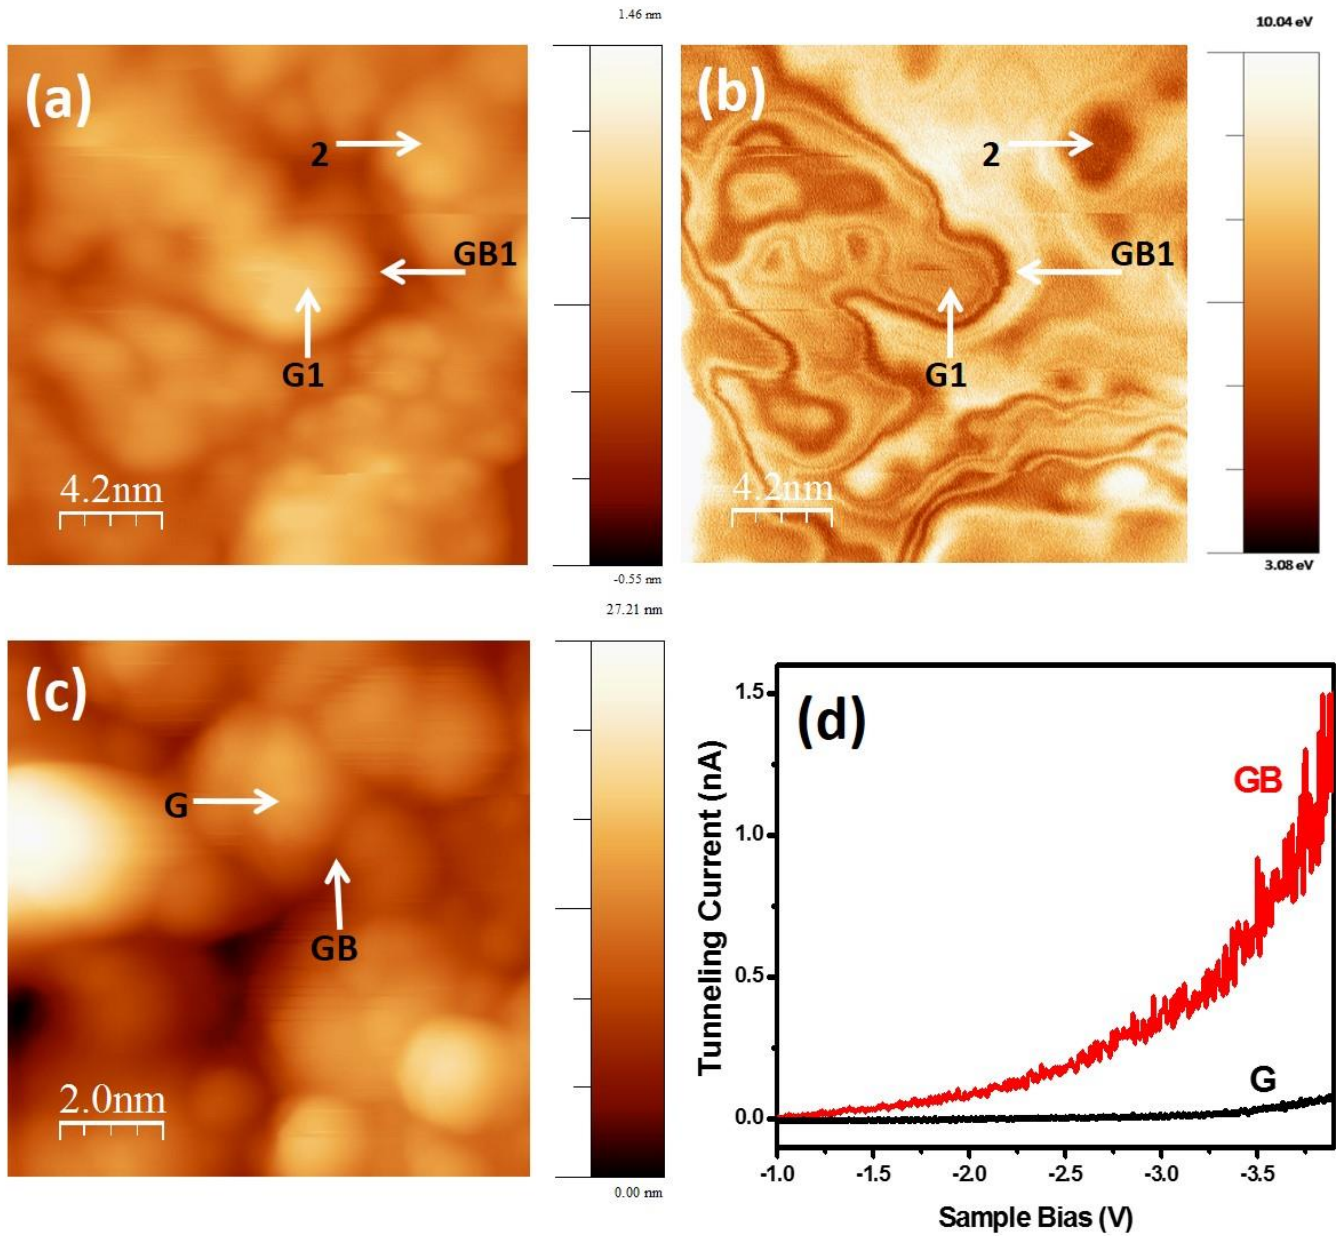 1.46 nm
(a)
2
GB1
G1
4.2nm
-0.55 nm
10.04 eV
(b)
2
GB1
G1
4.2nm
3.08 eV
27.21 nm
(c)
G
GB
2.0nm
0.00 nm
(d)
1.5
1.0
0.5
0.0
Tunneling Current (nA)
GB
G
-1.0 -1.5 -2.0 -2.5 -3.0 -3.5
Sample Bias (V)